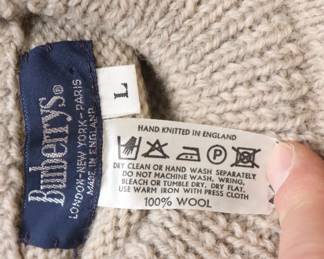 Burberrys®
LONDON-NEW YORK-PARIS
MADE IN ENGLAND
L
HAND KNITTED IN ENGLAND
P
DRY CLEAN OR HAND WASH SEPARATELY
DO NOT MACHINE WASH, WRING,
BLEACH OR TUMBLE DRY. DRY FLAT,
USE WARM IRON WITH PRESS CLOTH
100% WOOL